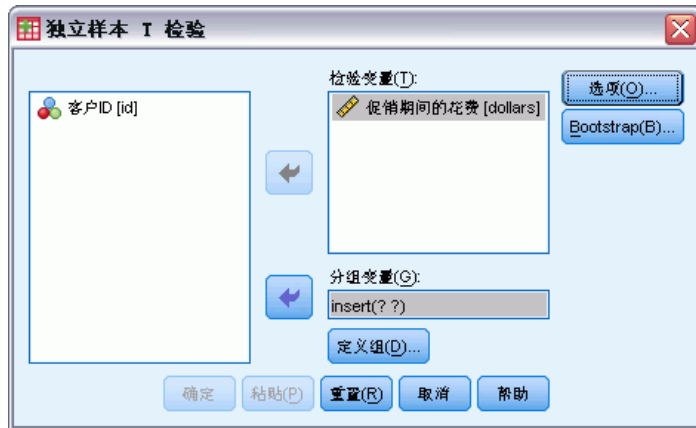 独立样本 T 检验
客户ID [id]
检验变量(T):
促销期间的花费 [dollars]
选项(O)...
Bootstrap(B)...
分组变量(G):
insert(? ?)
定义组(D)...
确定
粘贴(P)
重置(R)
取消
帮助